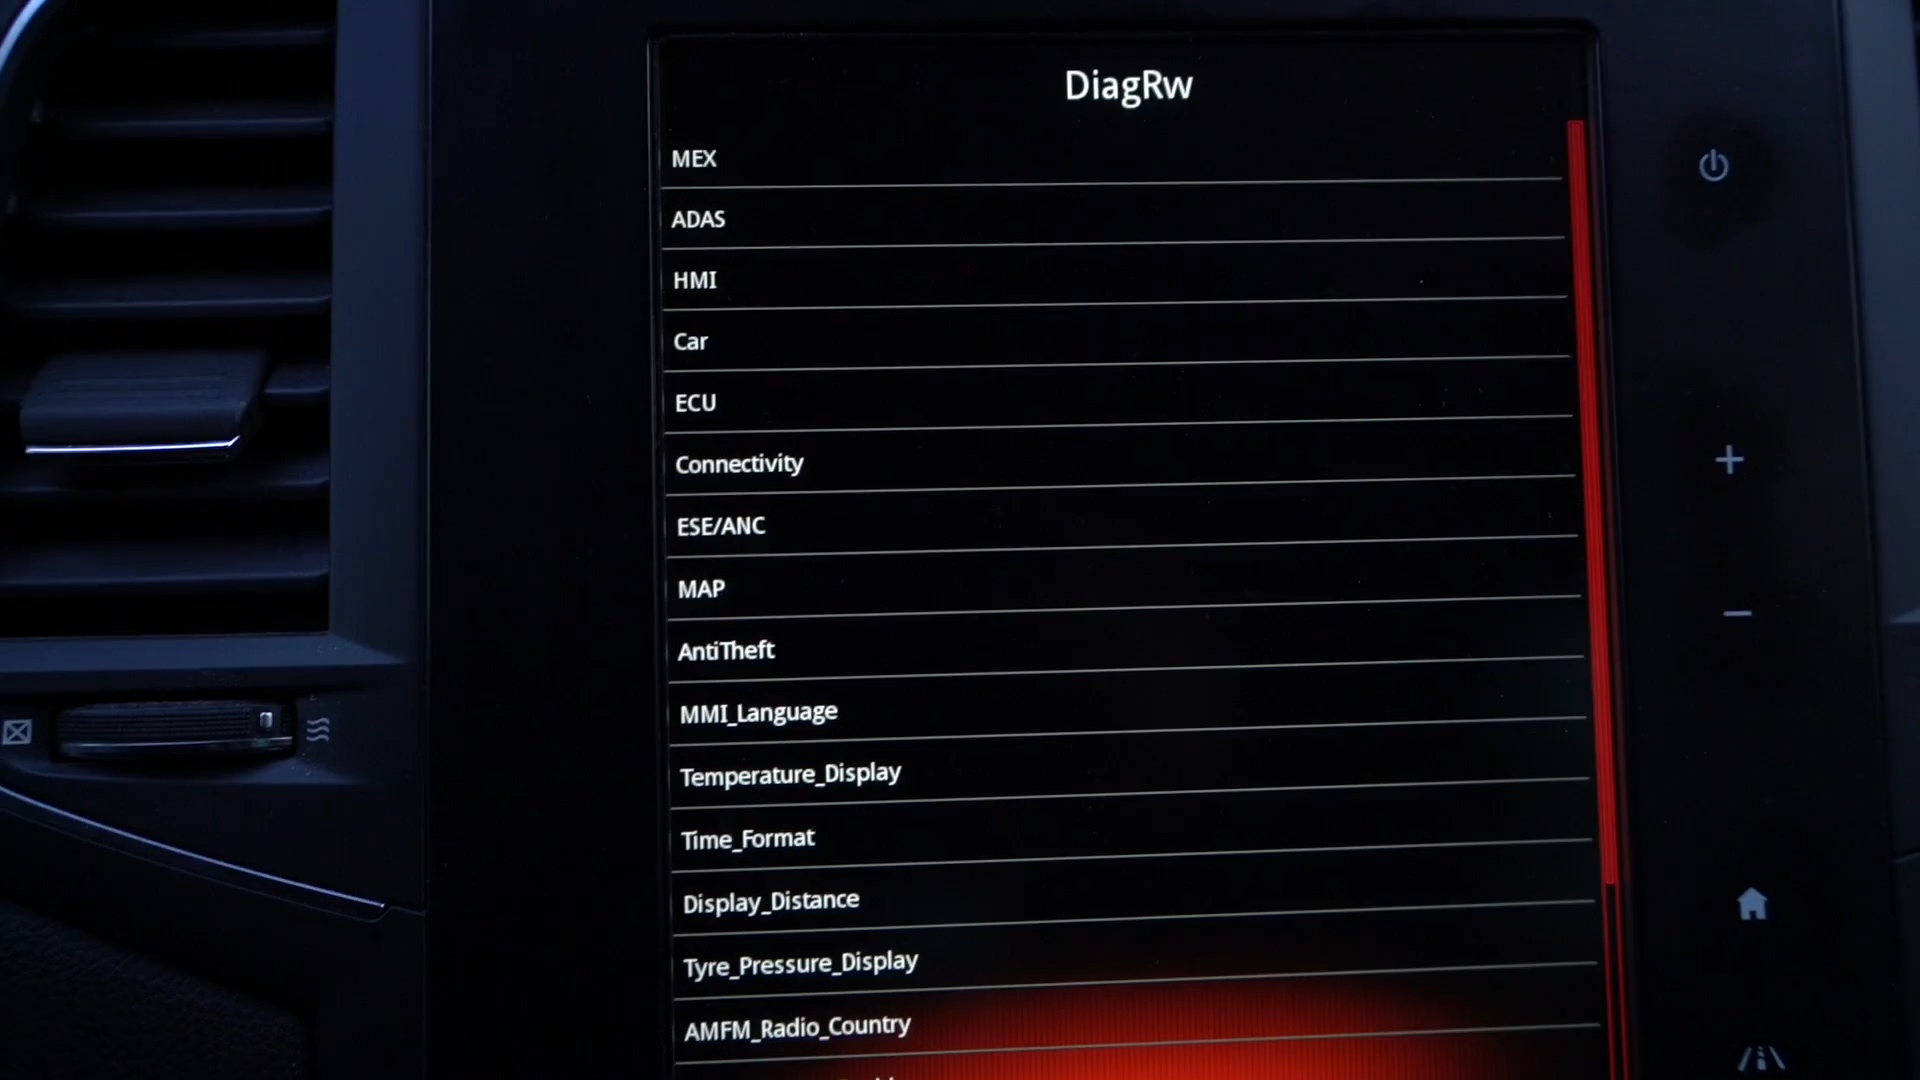 DiagRw
MEX
ADAS
HMI
Car
ECU
Connectivity
ESE/ANC
MAP
AntiTheft
MMI_Language
Temperature_Display
Time_Format
Display_Distance
Tyre_Pressure_Display
AMFM_Radio_Country